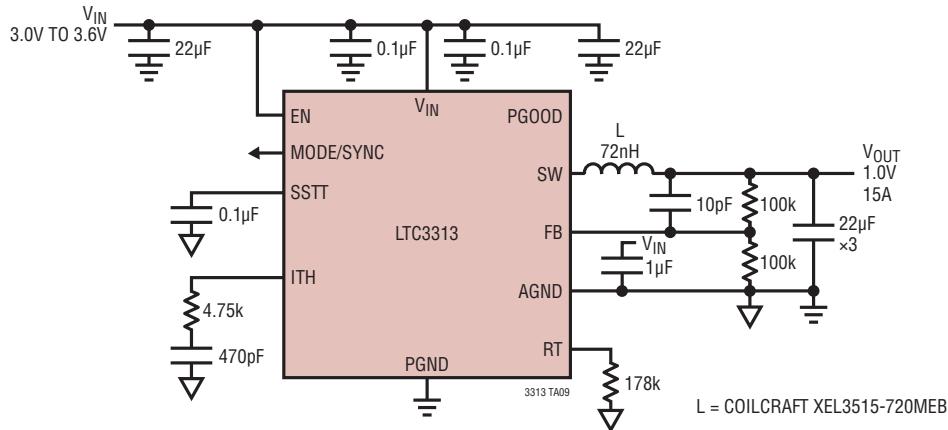 VIN
3.0V TO 3.6V
22µF
0.1µF
0.1µF
22µF
VIN
EN
PGOOD
MODE/SYNC
L
72nH
SW
VOUT
1.0V
15A
SSTT
0.1µF
10pF
100k
22µF
×3
LTC3313
FB
VIN
1µF
100k
ITH
AGND
4.75k
470pF
RT
PGND
178k
3313 TA09
L = COILCRAFT XEL3515-720MEB